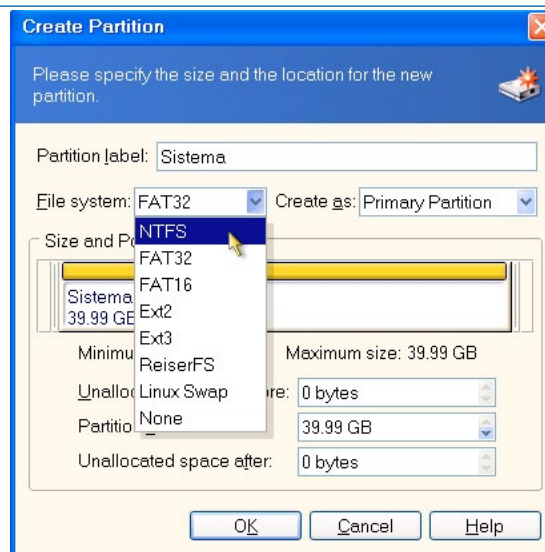 Create Partition
Please specify the size and the location for the new
partition.
Partition label: Sistema
File system: FAT32 Create as: Primary Partition
NTFS
FAT32
FAT16
Ext2
Ext3
ReiserFS
Linux Swap
None
Size and
Sistema
39.99 GB
Maximum size: 39.99 GB
0 bytes
39.99 GB
Unallocated space after: 0 bytes
OK Cancel Help